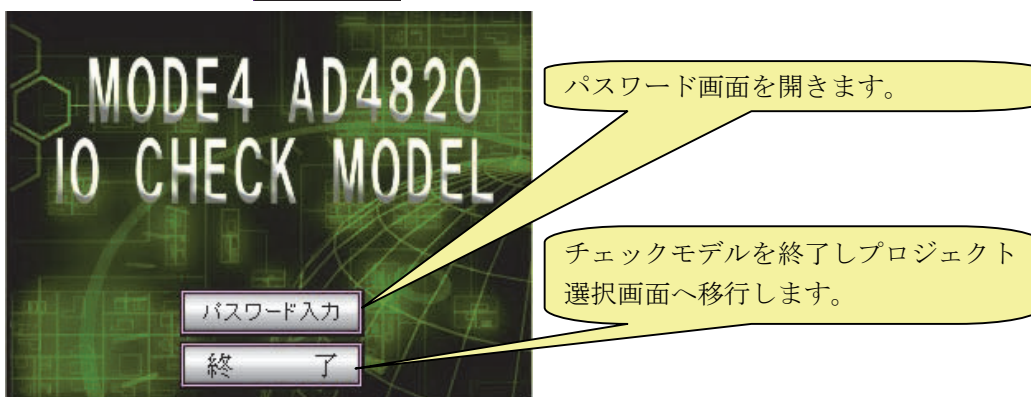 MODE4 AD4820
IO CHECK MODEL
パスワード入力
終 了
パスワード画面を開きます。
チェックモデルを終了しプロジェクト
選択画面へ移行します。